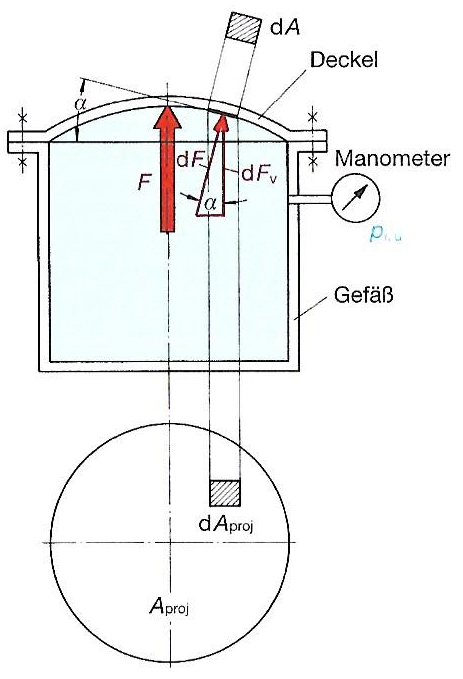 dA
Deckel
α
Manometer
dF
dFv
F
α
Gefäß
dAproj
Aproj